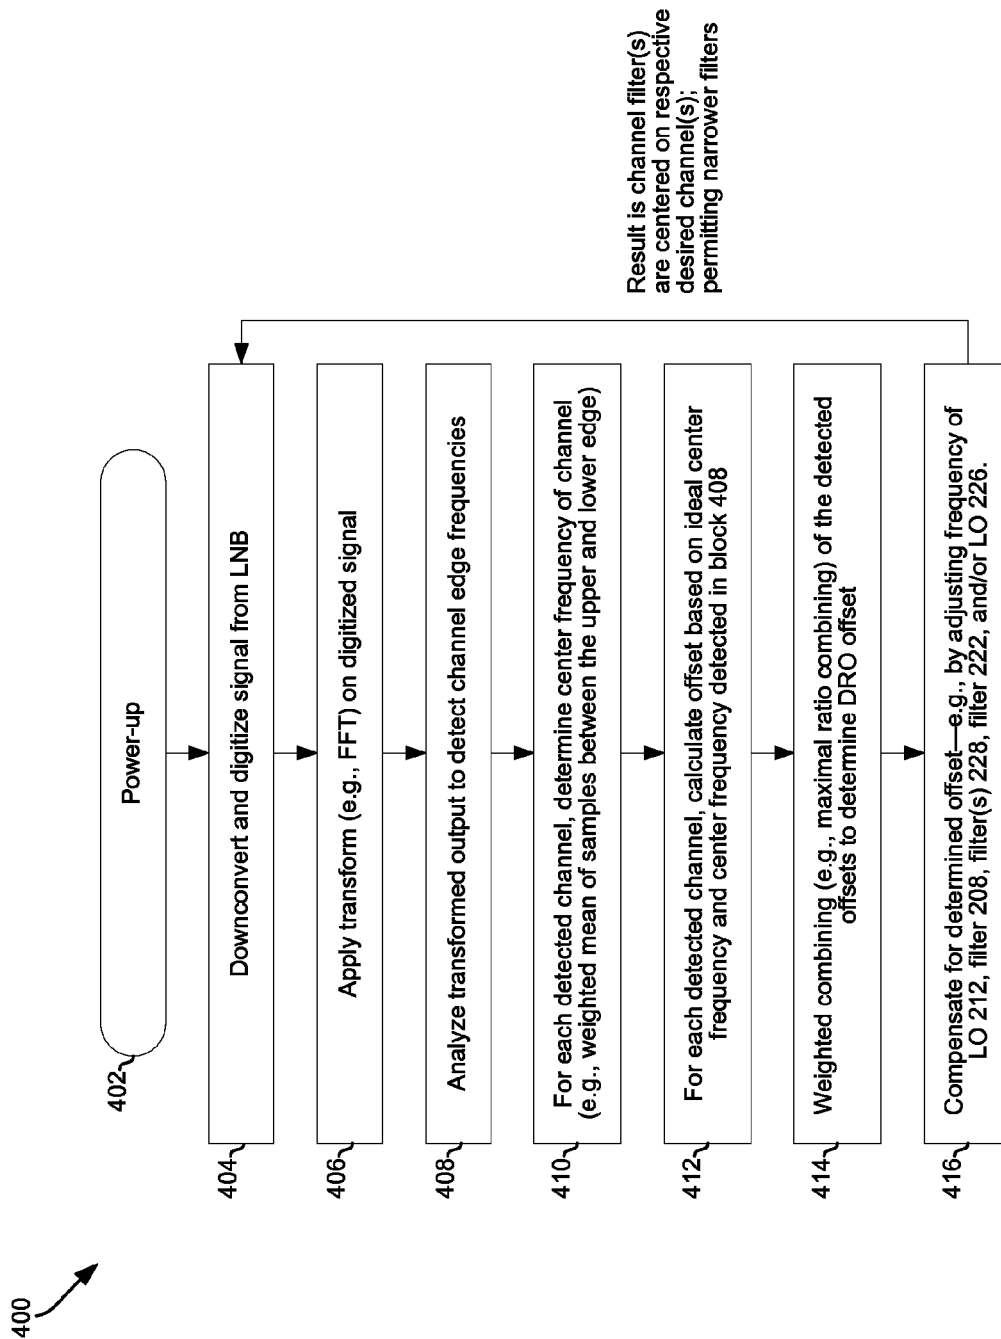 400
402
Power-up
404
Downconvert and digitize signal from LNB
406
Apply transform (e.g., FFT) on digitized signal
408
Analyze transformed output to detect channel edge frequencies
410
For each detected channel, determine center frequency of channel
(e.g., weighted mean of samples between the upper and lower edge)
412
For each detected channel, calculate offset based on ideal center
frequency and center frequency detected in block 408
414
Weighted combining (e.g., maximal ratio combining) of the detected
offsets to determine DRO offset
416
Compensate for determined offset—e.g., by adjusting frequency of
LO 212, filter 208, filter(s) 228, filter 222, and/or LO 226.
Result is channel filter(s)
are centered on respective
desired channel(s);
permitting narrower filters